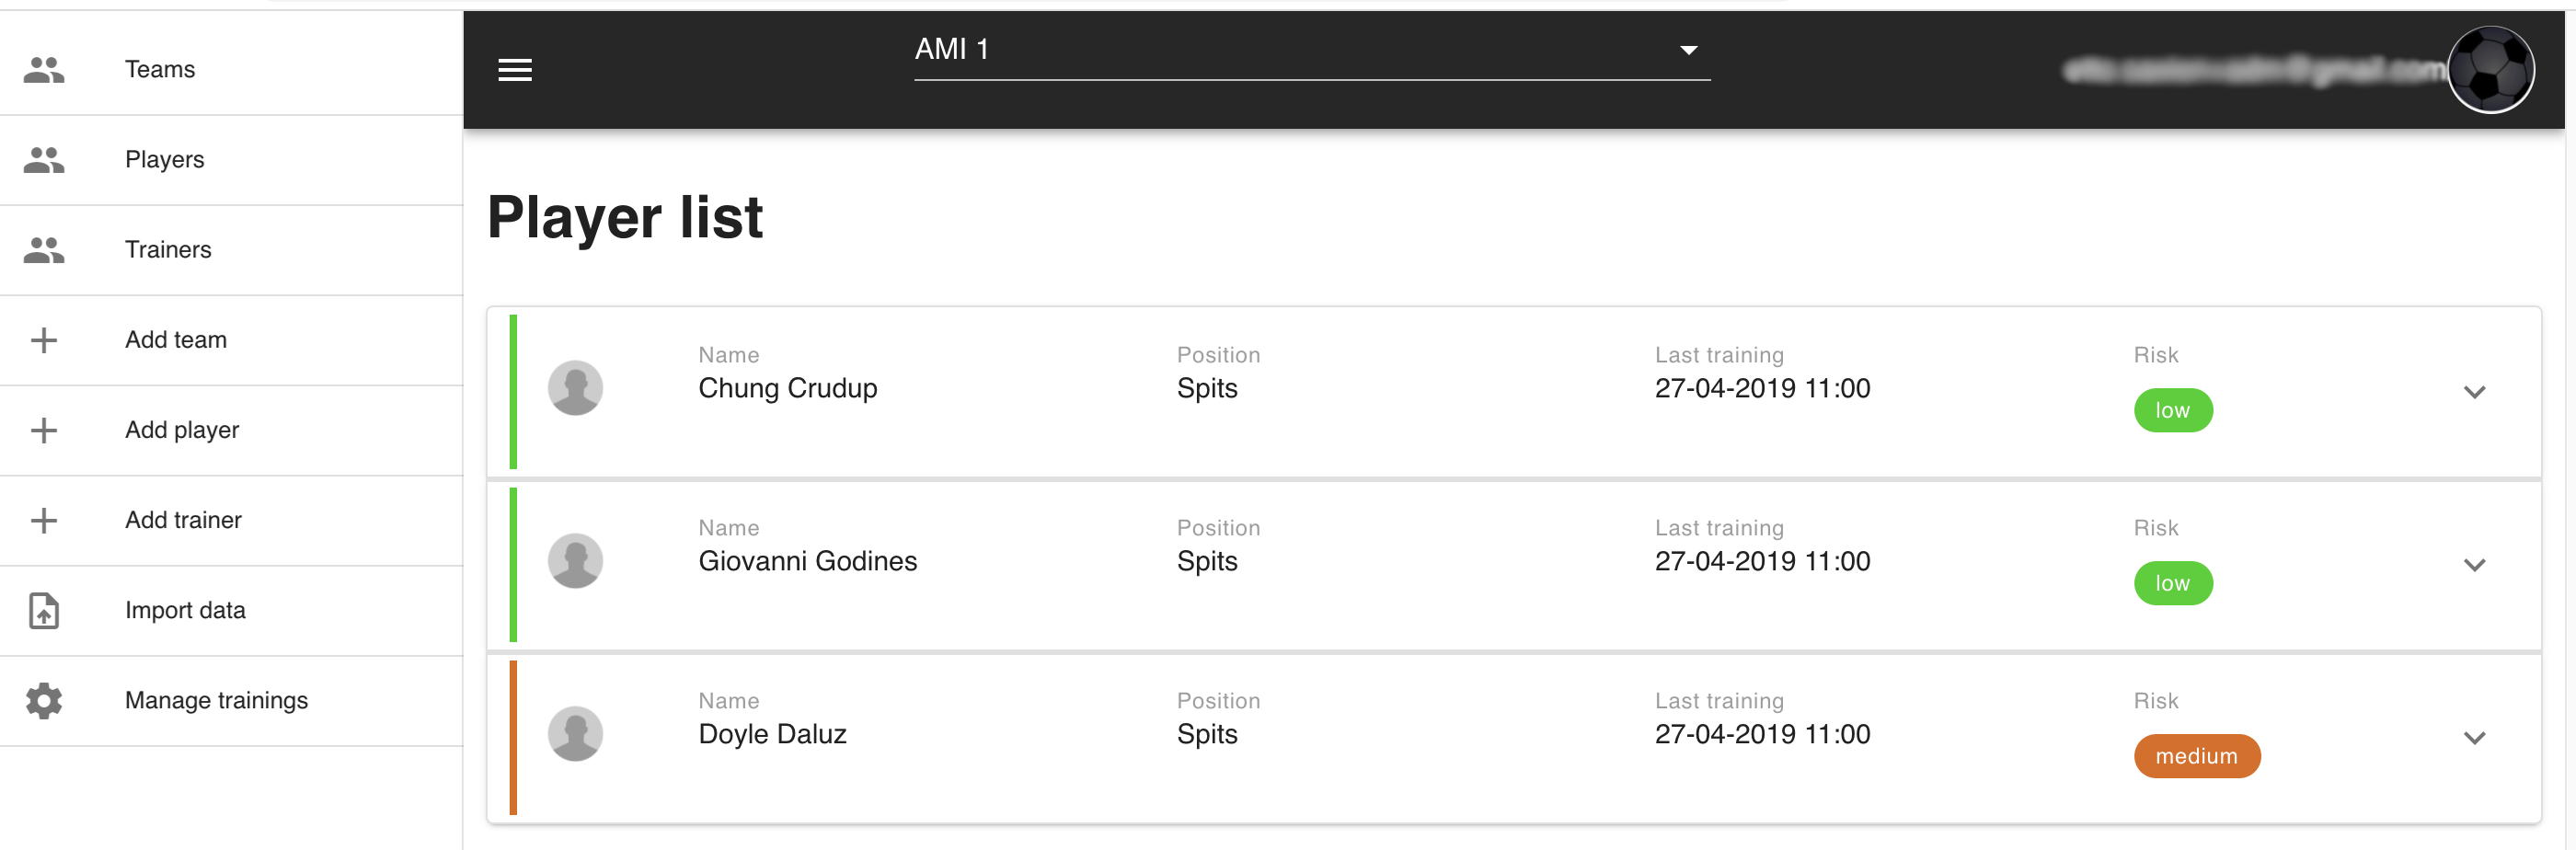 Teams
Players
Trainers
Add team
Add player
Add trainer
Import data
Manage trainings
AMI 1
Player list
Name Position Last training Risk
Chung Crudup Spits 27-04-2019 11:00
low
Name Position Last training Risk
Giovanni Godines Spits 27-04-2019 11:00
low
Name Position Last training Risk
Doyle Daluz Spits 27-04-2019 11:00
medium